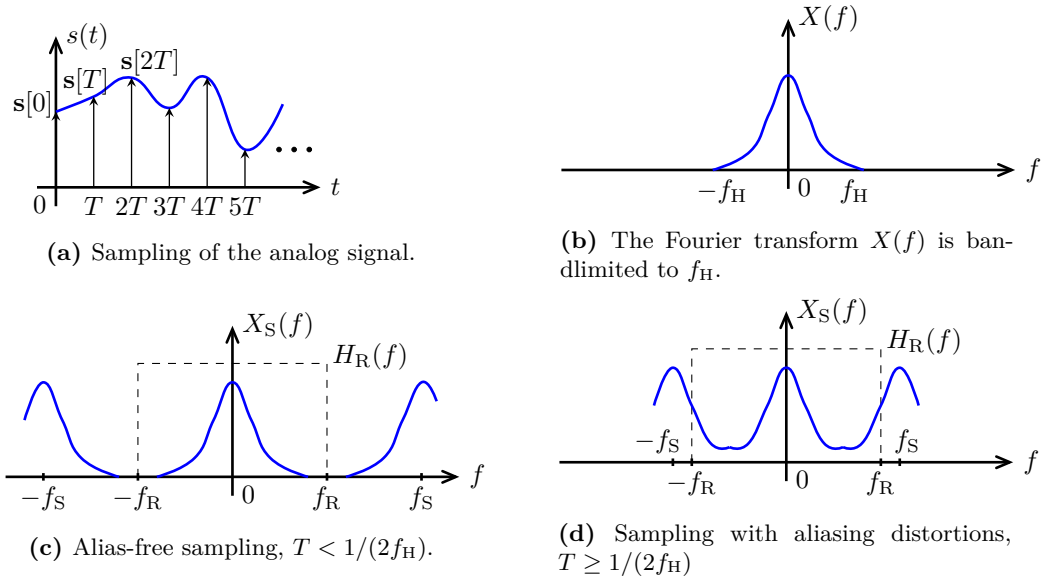 s(t)
s[2T]
s[T]
s[0]
0 T 2T 3T 4T 5T t
(a) Sampling of the analog signal.
X(f)
f
−f_H 0 f_H
(b) The Fourier transform X(f) is ban-
dlimited to f_H.
X_S(f)
H_R(f)
f
−f_S −f_R 0 f_R f_S
(c) Alias-free sampling, T < 1/(2f_H).
X_S(f)
H_R(f)
−f_S f_S
f
−f_R 0 f_R
(d) Sampling with aliasing distortions,
T ≥ 1/(2f_H)